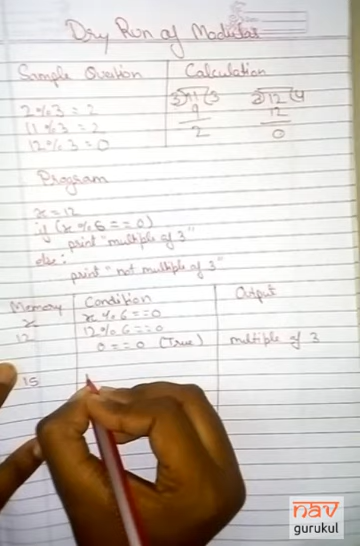 Dry Run of Modular
Sample Question
Calculation
2%3 = 2
11%3 = 2
12%3 = 0
3)11(3
9
2
3)12(4
12
0
Program
x = 12
if (x%6 == 0)
print "multiple of 3"
else:
print "not multiple of 3"
Memory Condition Output
x x%6 == 0
12 12%6 == 0
0 == 0 (True) multiple of 3
15
nav
gurukul